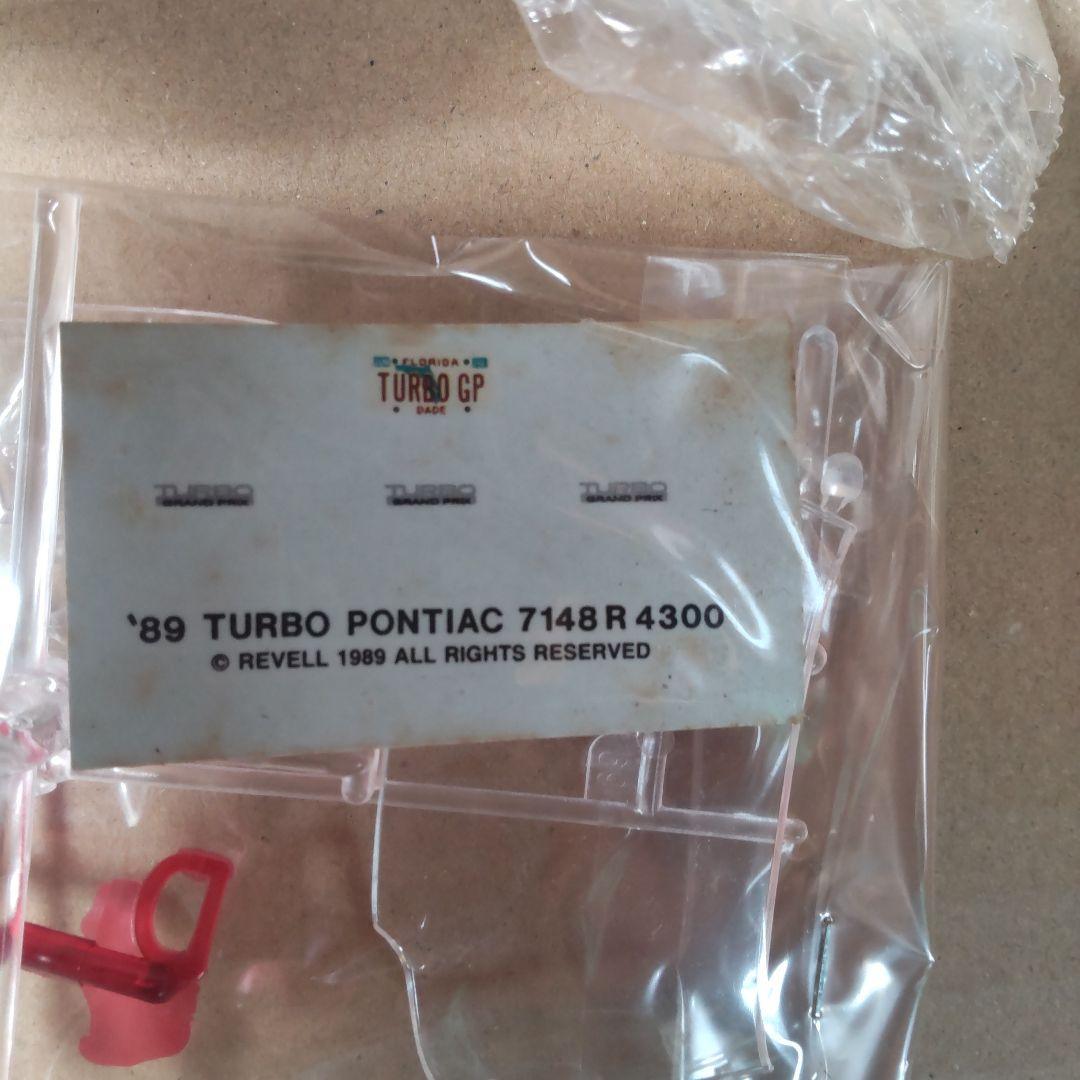 FLORIDA
TURBO GP
DADE
TURBO
GRAND PRIX
TURBO
GRAND PRIX
TURBO
GRAND PRIX
‵89 TURBO PONTIAC 7148 R 4300
© REVELL 1989 ALL RIGHTS RESERVED